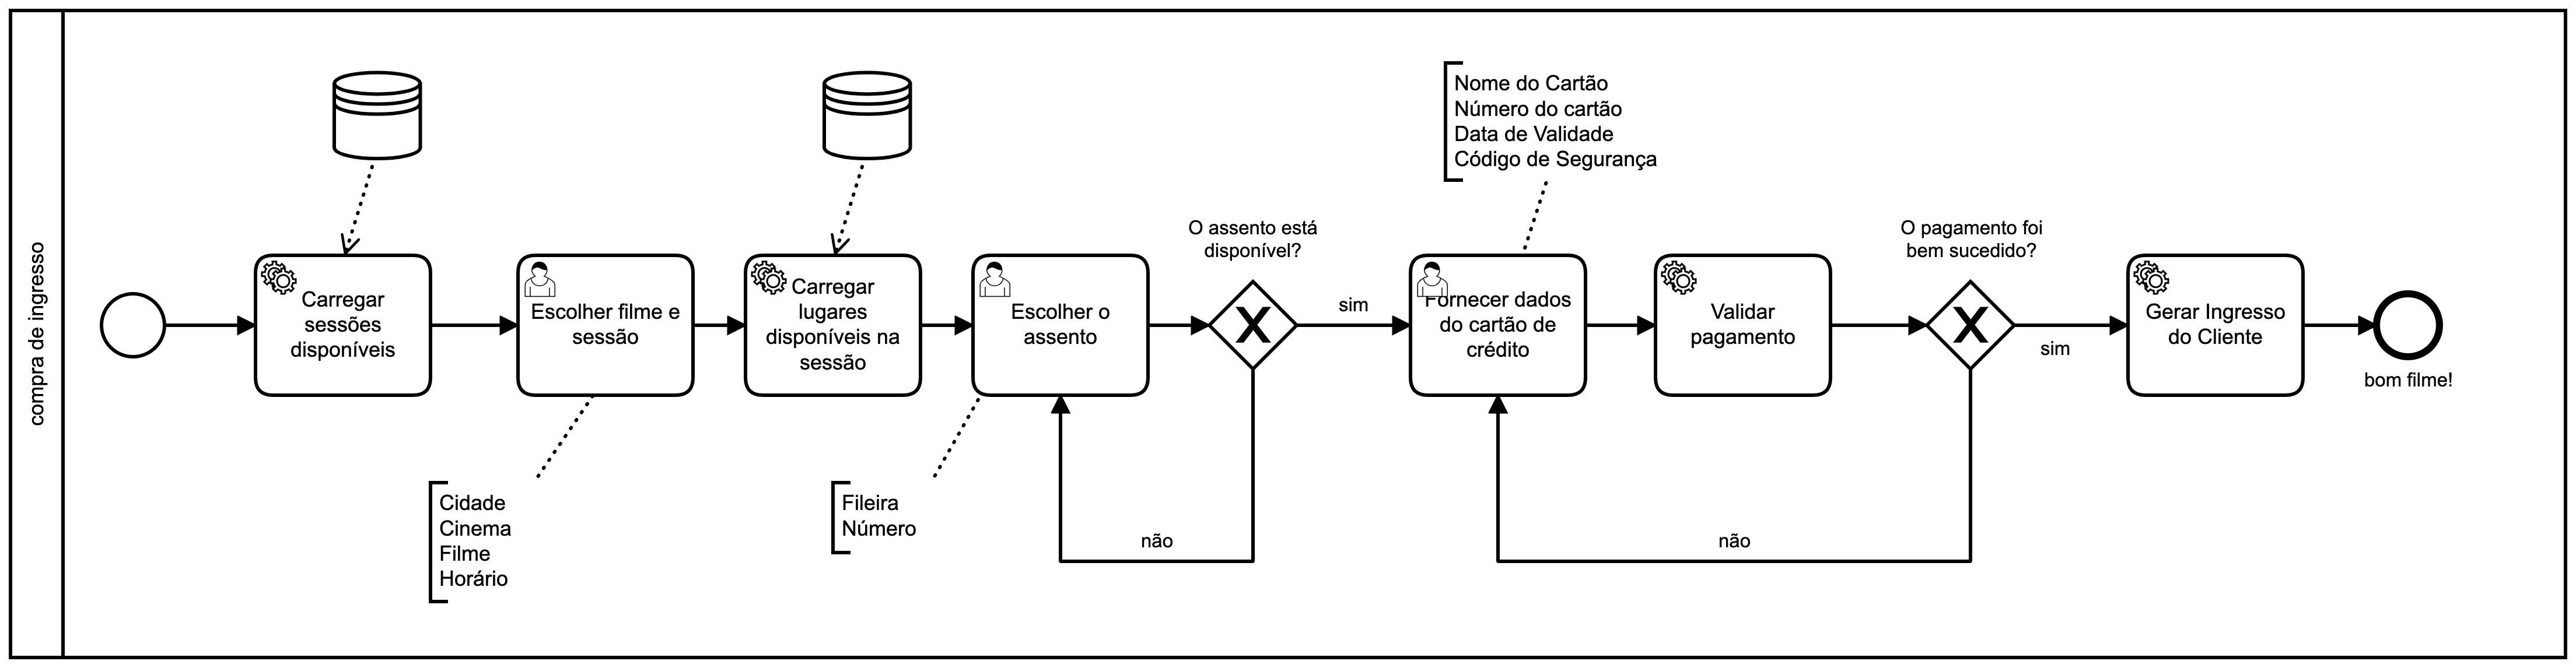 compra de ingresso
Carregar
sessões
disponíveis
Escolher filme e
sessão
Cidade
Cinema
Filme
Horário
Carregar
lugares
disponíveis na
sessão
Escolher o
assento
Fileira
Número
O assento está
disponível?
X
sim
não
Nome do Cartão
Número do cartão
Data de Validade
Código de Segurança
Fornecer dados
do cartão de
crédito
Validar
pagamento
O pagamento foi
bem sucedido?
X
sim
não
Gerar Ingresso
do Cliente
bom filme!